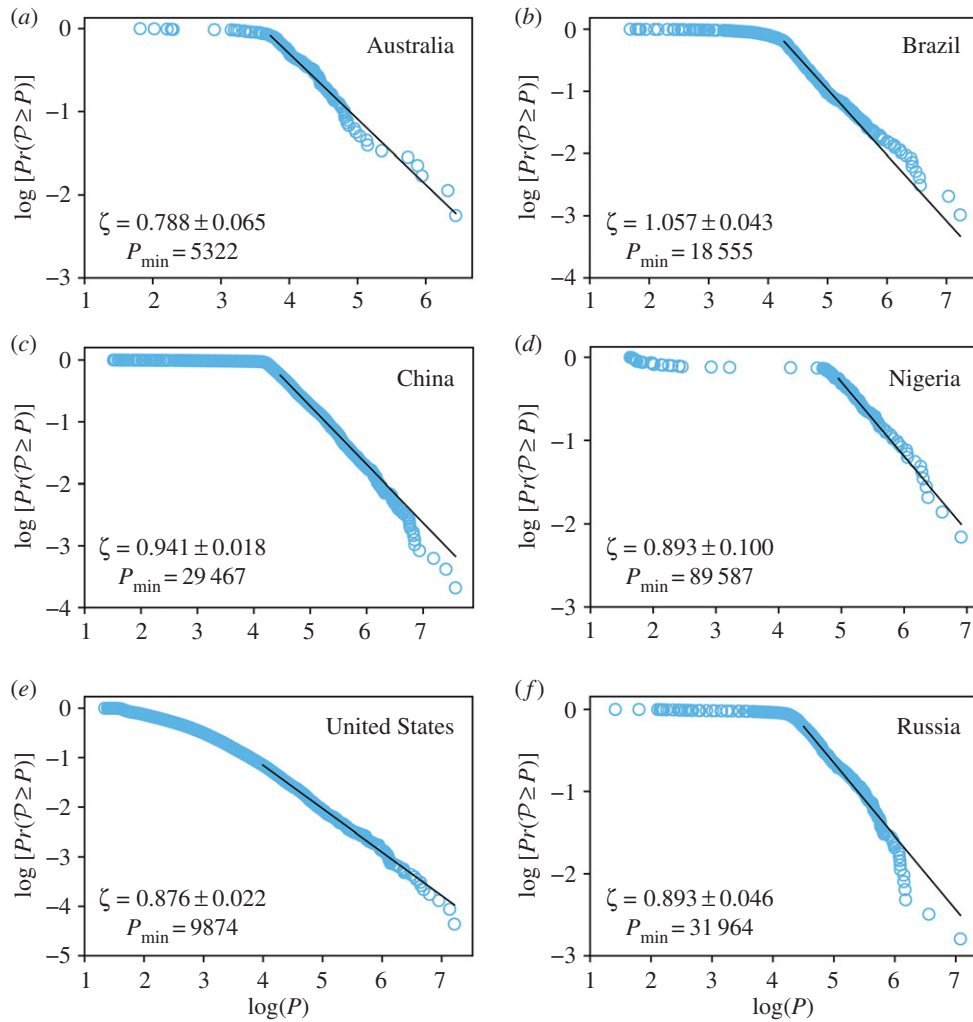 (a)
0
-1
-2
-3
log [Pr(𝒫 ≥ P)]
Australia
ζ = 0.788 ± 0.065
P_min = 5322
1 2 3 4 5 6
(b)
0
-1
-2
-3
-4
log [Pr(𝒫 ≥ P)]
Brazil
ζ = 1.057 ± 0.043
P_min = 18 555
1 2 3 4 5 6 7
(c)
0
-1
-2
-3
-4
log [Pr(𝒫 ≥ P)]
China
ζ = 0.941 ± 0.018
P_min = 29 467
1 2 3 4 5 6 7
(d)
0
-1
-2
-3
log [Pr(𝒫 ≥ P)]
Nigeria
ζ = 0.893 ± 0.100
P_min = 89 587
1 2 3 4 5 6 7
(e)
0
-1
-2
-3
-4
-5
log [Pr(𝒫 ≥ P)]
United States
ζ = 0.876 ± 0.022
P_min = 9874
1 2 3 4 5 6 7
log(P)
(f)
0
-1
-2
-3
log [Pr(𝒫 ≥ P)]
Russia
ζ = 0.893 ± 0.046
P_min = 31 964
1 2 3 4 5 6 7
log(P)